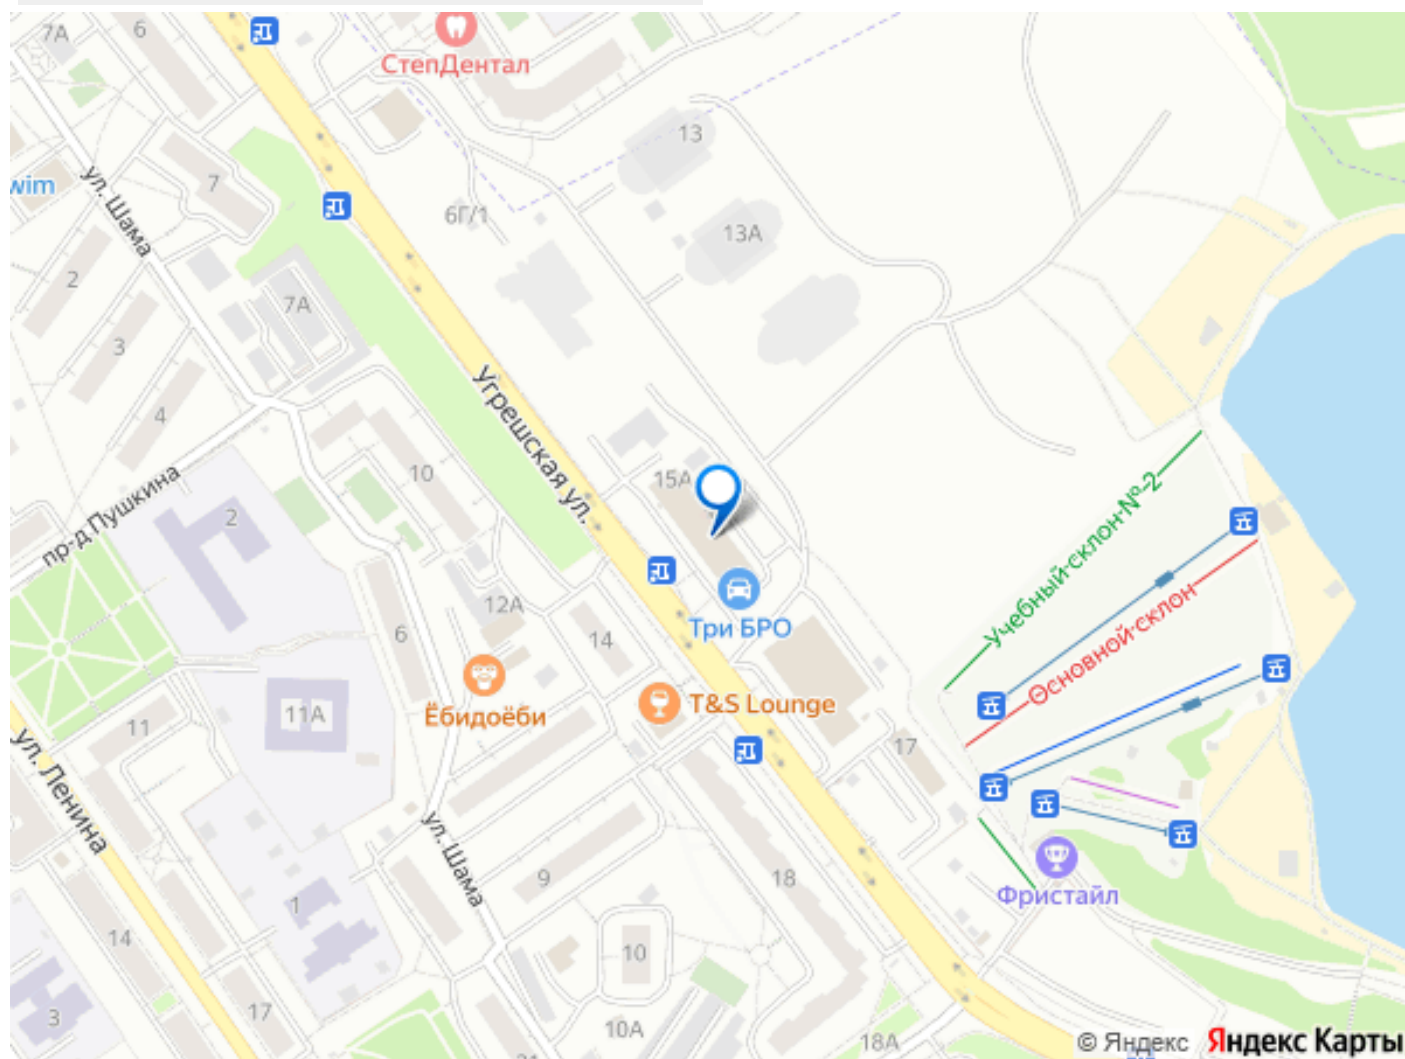 7А
6
СтепДентал
13
wim
ул. Шама
7
6Г/1
13А
2
7А
3
4
Угрешская ул.
10
15А
пр-д Пушкина
2
Учебный склон № 2
Основной склон
12А
14
Три БРО
6
Ёбидоёби
T&S Lounge
11
11А
17
ул. Ленина
ул. Шама
9
18
Фристайл
1
14
10
17
3
10А
18А
© Яндекс Яндекс Карты